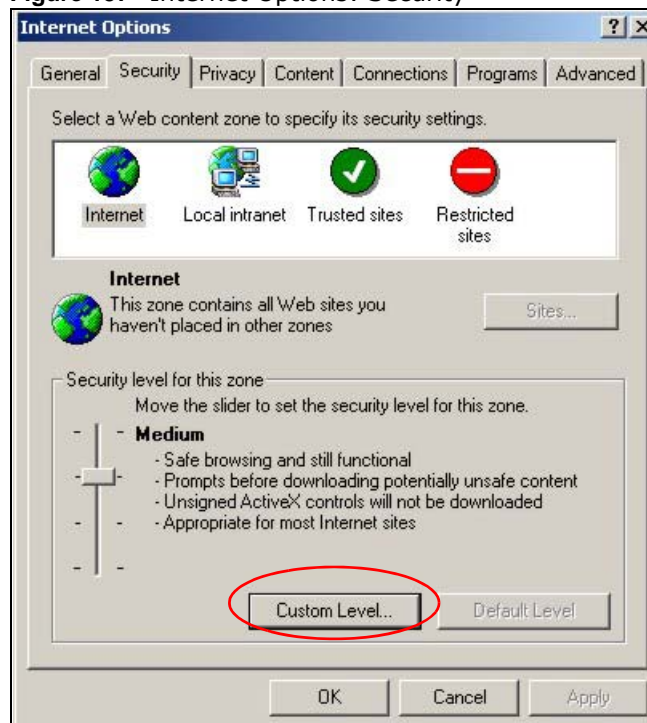 Internet Options
General Security Privacy Content Connections Programs Advanced
Select a Web content zone to specify its security settings.
Internet Local intranet Trusted sites Restricted sites
Internet
This zone contains all Web sites you
haven't placed in other zones
Sites...
Security level for this zone
Move the slider to set the security level for this zone.
Medium
- Safe browsing and still functional
- Prompts before downloading potentially unsafe content
- Unsigned ActiveX controls will not be downloaded
- Appropriate for most Internet sites
Custom Level... Default Level
OK Cancel Apply